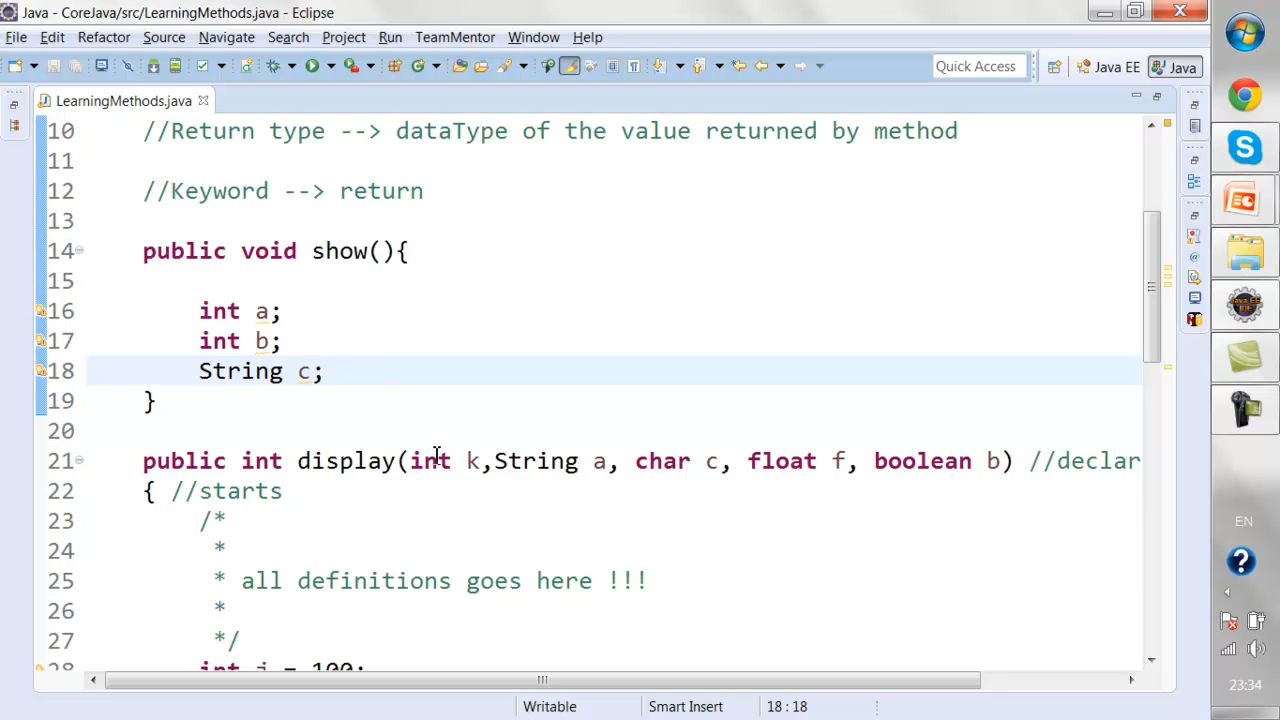 Java - CoreJava/src/LearningMethods.java - Eclipse
File Edit Refactor Source Navigate Search Project Run TeamMentor Window Help
Quick Access Java EE Java
LearningMethods.java
10 //Return type --> dataType of the value returned by method
11
12 //Keyword --> return
13
14 public void show(){
15
16 int a;
17 int b;
18 String c;
19 }
20
21 public int display(int k,String a, char c, float f, boolean b) //declar
22 { //starts
23 /*
24 *
25 * all definitions goes here !!!
26 *
27 */
28 int i = 100;
Writable Smart Insert 18 : 18
EN
23:34